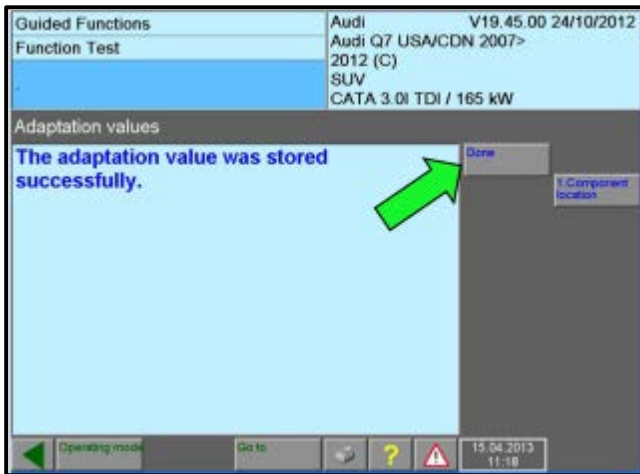 Guided Functions
Function Test
.
Audi V19.45.00 24/10/2012
Audi Q7 USA/CDN 2007>
2012 (C)
SUV
CATA 3.0l TDI / 165 kW
Adaptation values
The adaptation value was stored
successfully.
Done
1.Component
location
Operating mode
Go to
?
15.04.2013
11:18